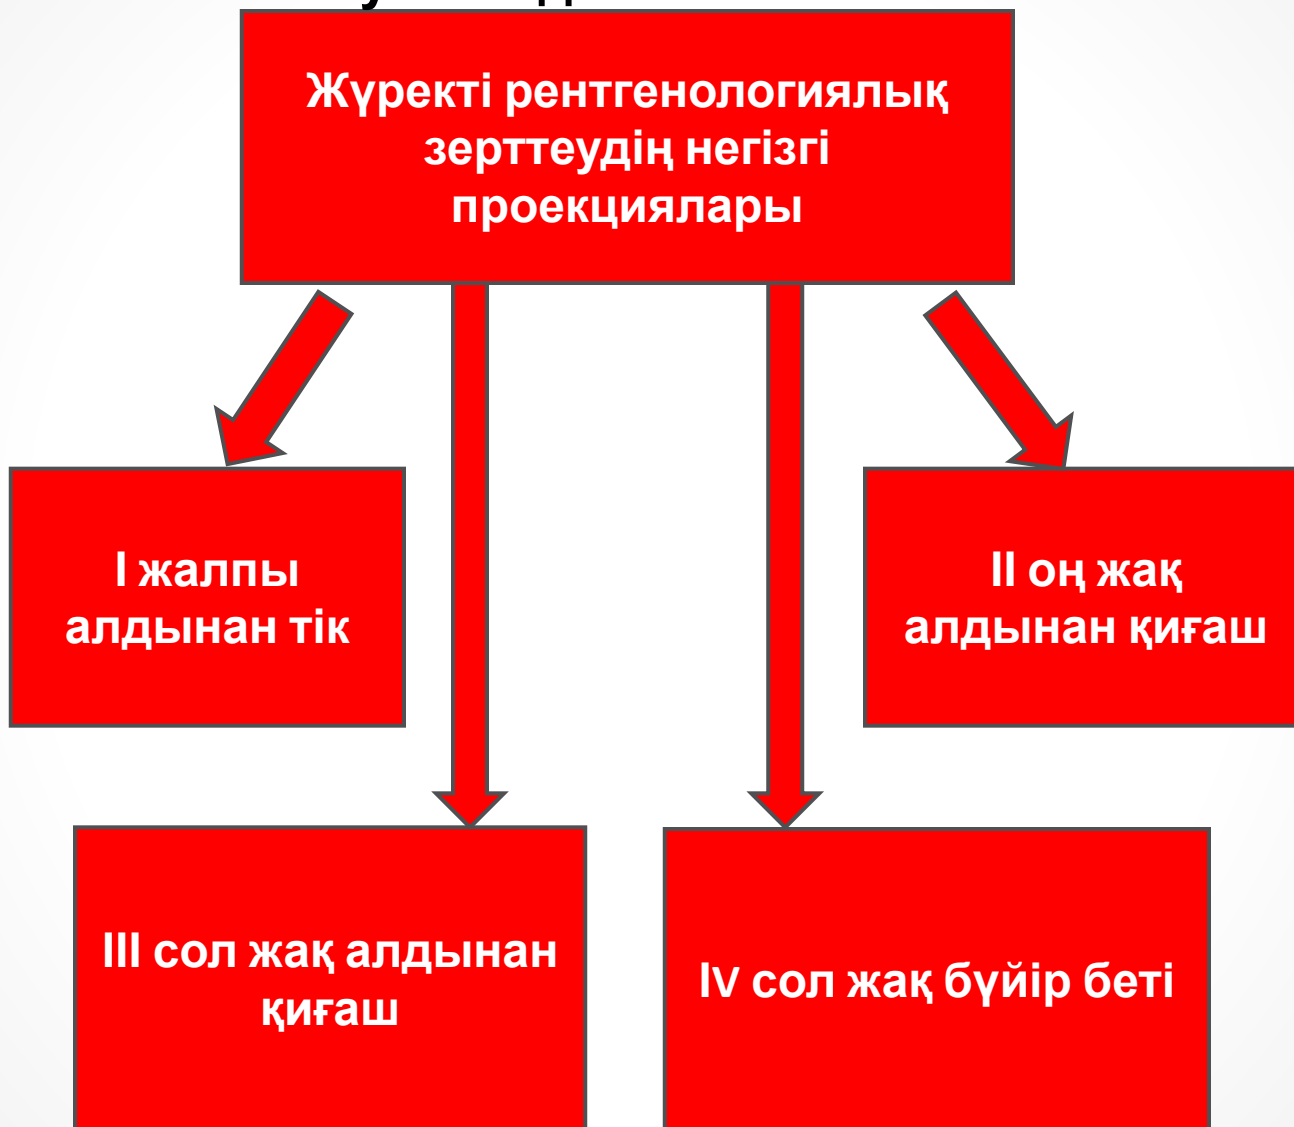 Жүректі рентгенологиялық
зерттеудің негізгі
проекциялары
I жалпы
алдынан тік
II оң жақ
алдынан қиғаш
III сол жақ алдынан
қиғаш
IV сол жақ бүйір беті